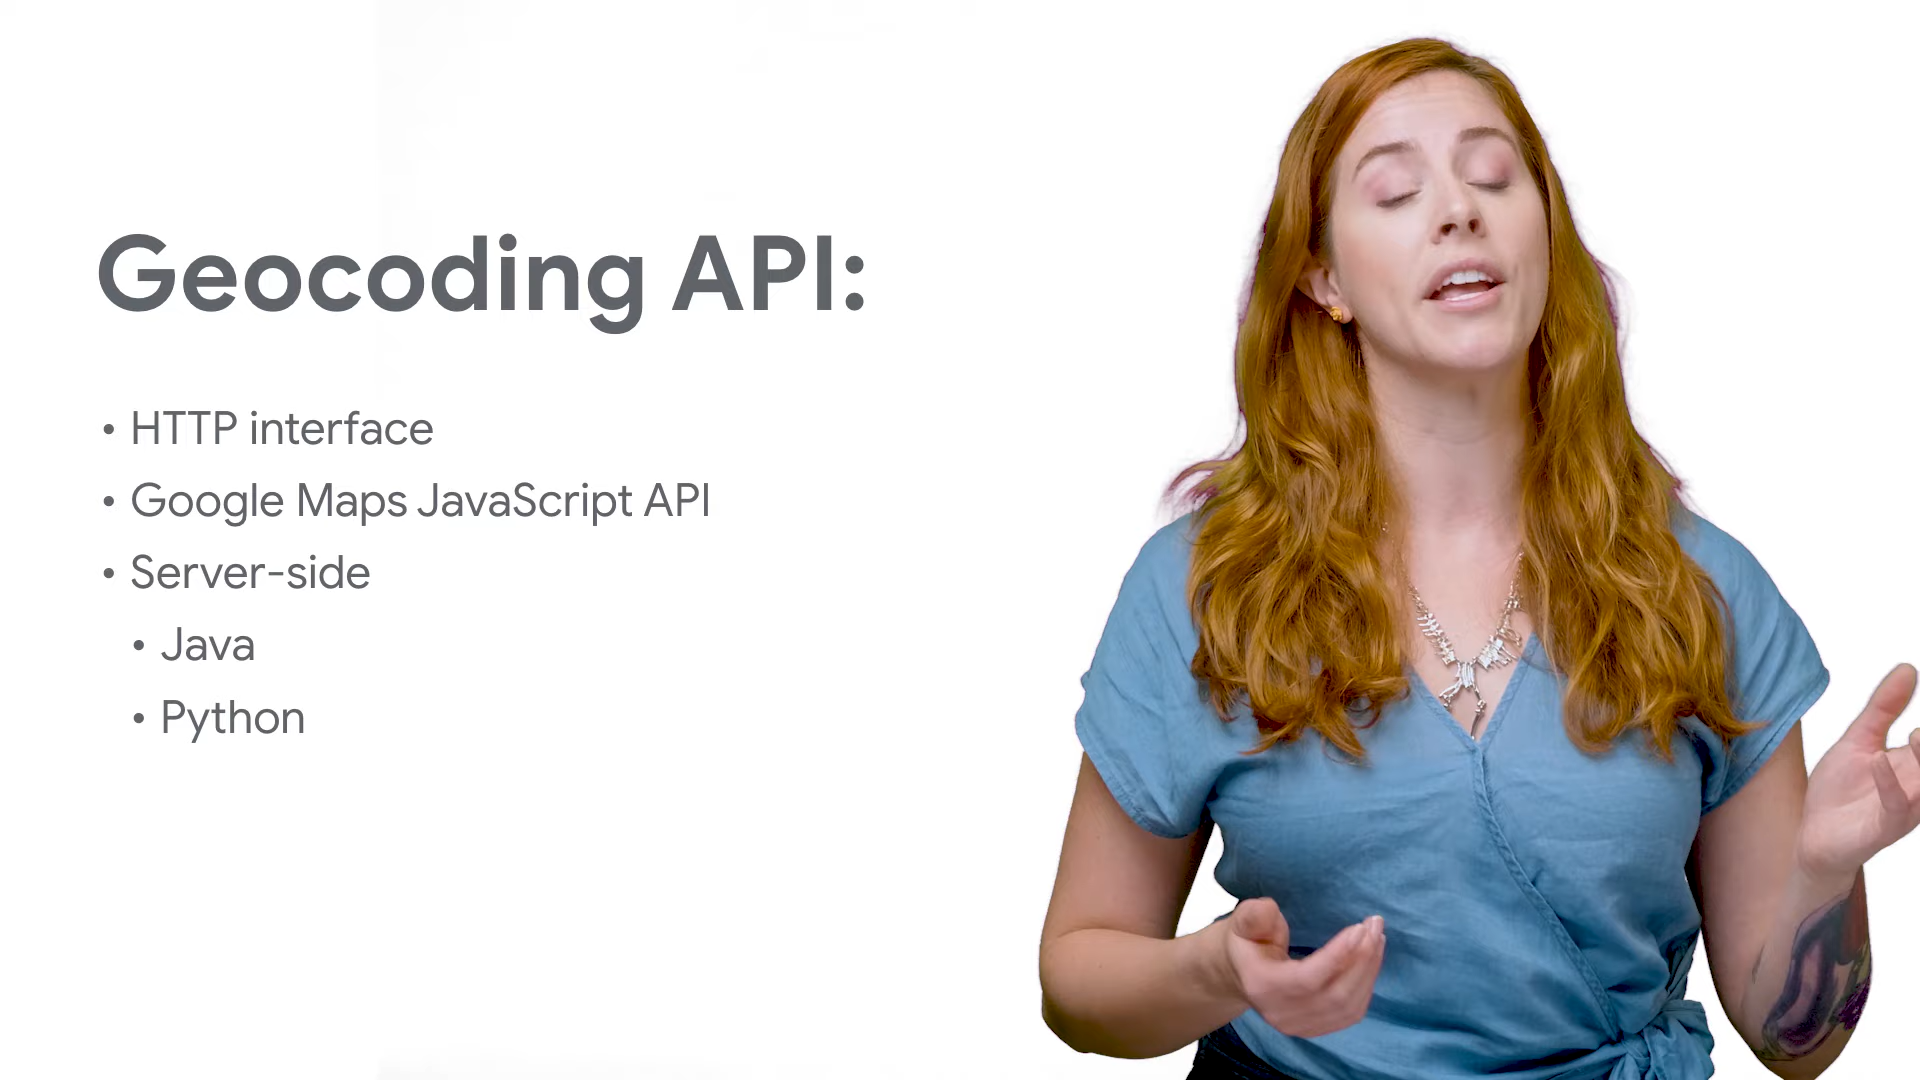 Geocoding API:
• HTTP interface
• Google Maps JavaScript API
• Server-side
• Java
• Python